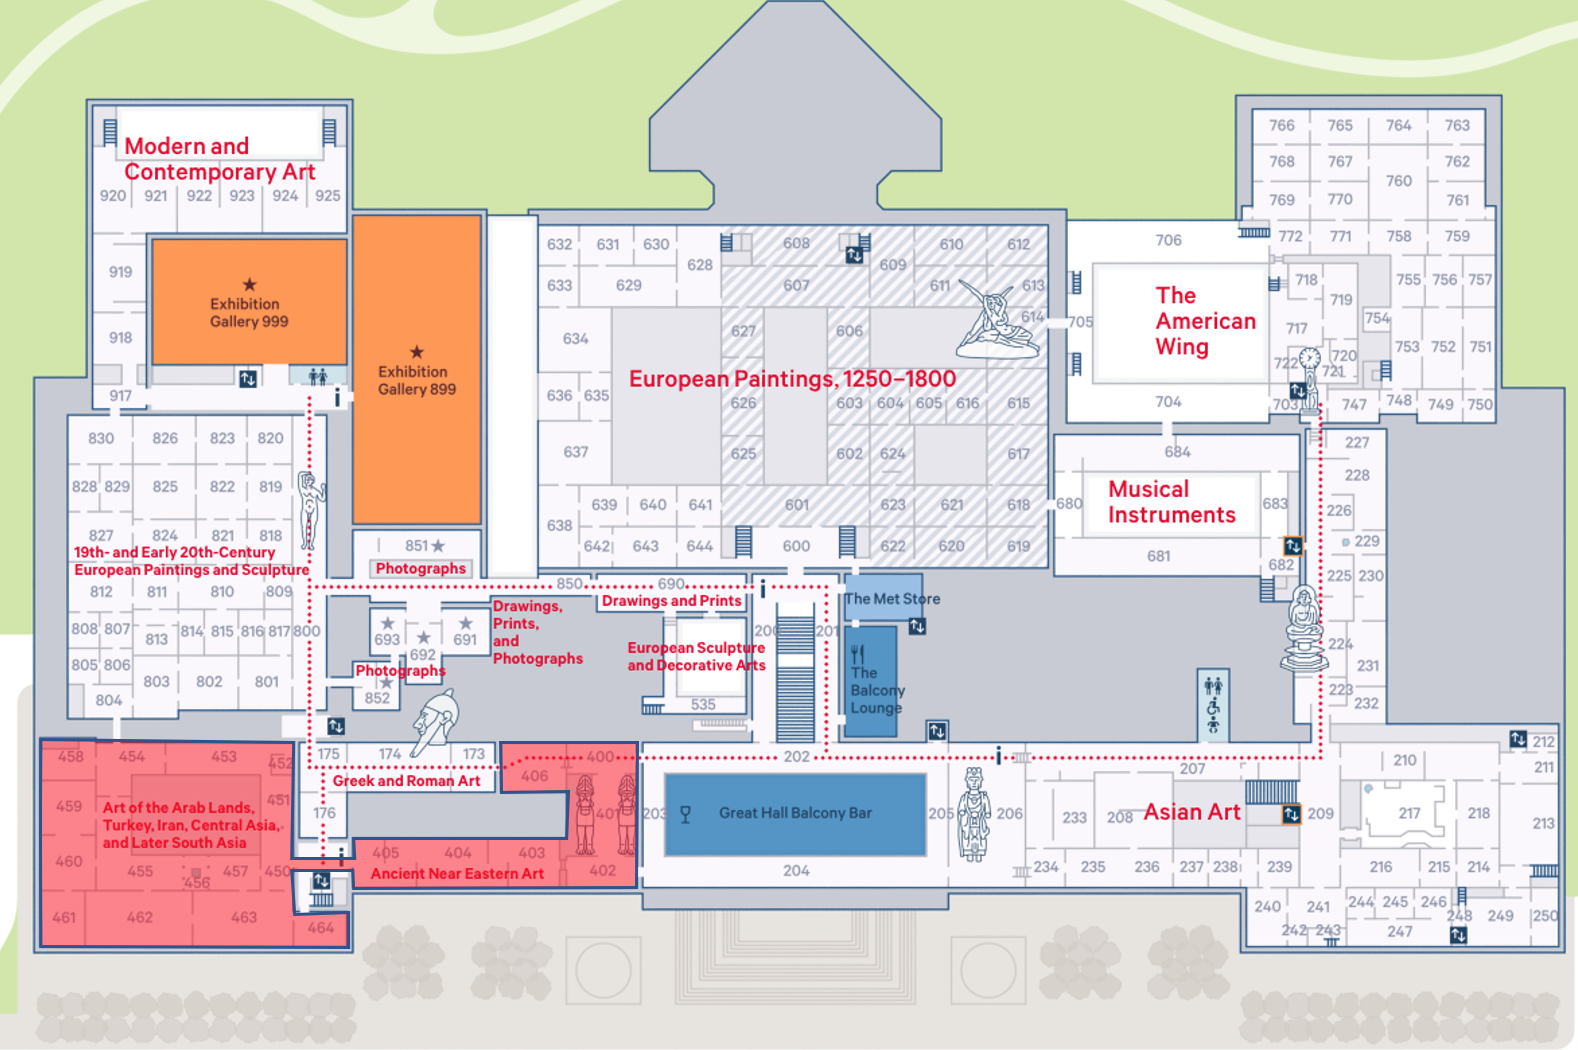 Modern and
Contemporary Art
920 921 922 923 924 925
919
918
917
★
Exhibition
Gallery 999
★
Exhibition
Gallery 899
i
830 826 823 820
828 829 825 822 819
827 824 821 818
19th- and Early 20th-Century
European Paintings and Sculpture
812 811 810 809
808 807 813 814 815 816 817 800
805 806 803 802 801
804
851 ★
Photographs
850
690
Drawings and Prints
Drawings,
Prints,
and
Photographs
693
692
691
Photographs
852
European Sculpture
and Decorative Arts
535
632 631 630
628
633 629
634
636 635
637
638
639 640 641
642 643 644
608
607
609
610 612
611 613
614
627 606
European Paintings, 1250–1800
626 603 604 605 616 615
625 602 624 617
601 623 621 618
600 622 620 619
i
200 201
The Met Store
The
Balcony
Lounge
706
705
The
American
Wing
704
703
684
Musical
Instruments
680 683
681 682
766 765 764 763
768 767 762
760
769 770 761
772 771 758 759
718 719
755 756 757
717 754
753 752 751
722 720
721
747 748 749 750
227
228
226
229
225 230
224
231
223
232
458 454 453 452
459 451
Art of the Arab Lands,
Turkey, Iran, Central Asia,
and Later South Asia
460 455 456 457 450
461 462 463 464
175 174 173
Greek and Roman Art
176
i
406 400
401
405 404 403
402
Ancient Near Eastern Art
202
203 Great Hall Balcony Bar 205
204
i
206
207
233 208 Asian Art 209
234 235 236 237 238 239
210
212
211
217 218
213
216 215 214
240 241 244 245 246 248 249 250
242 243 247